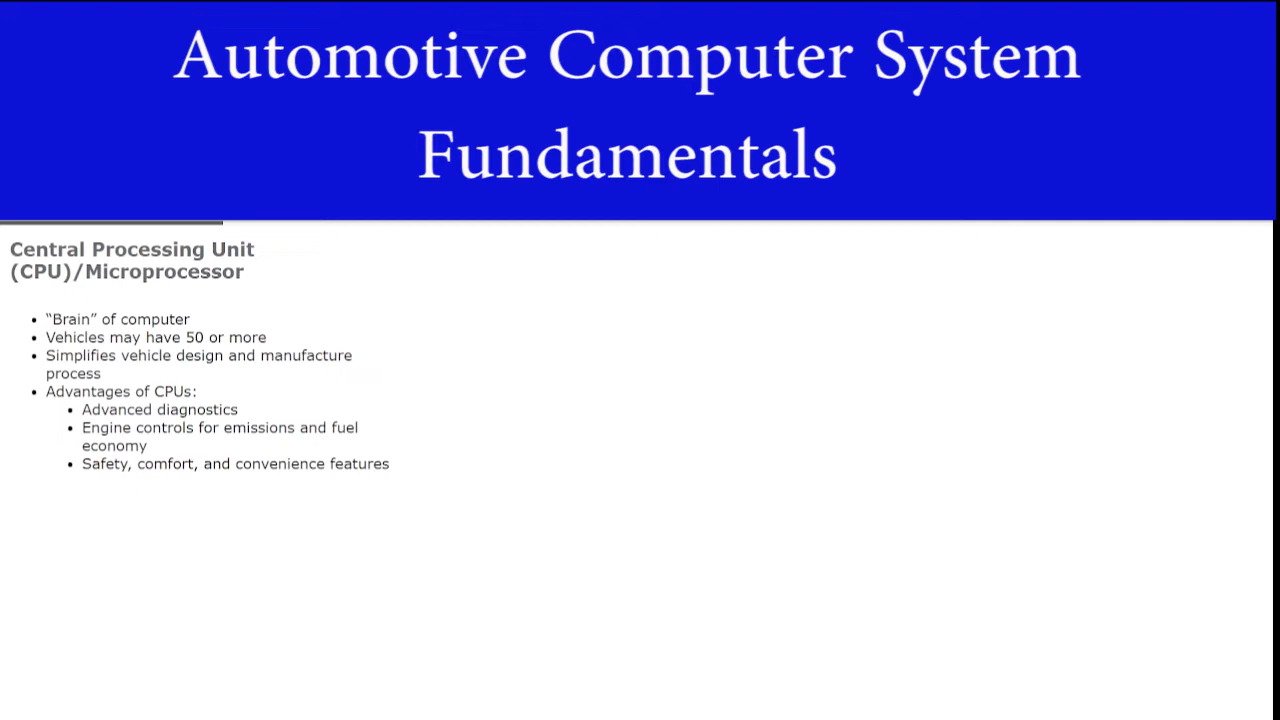 Automotive Computer System
Fundamentals
Central Processing Unit
(CPU)/Microprocessor
• “Brain” of computer
• Vehicles may have 50 or more
• Simplifies vehicle design and manufacture
process
• Advantages of CPUs:
• Advanced diagnostics
• Engine controls for emissions and fuel
economy
• Safety, comfort, and convenience features